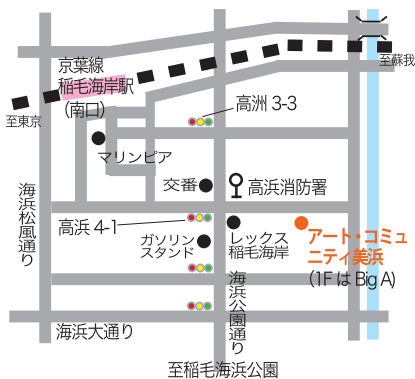 京葉線
稲毛海岸駅
(南口)
至東京
至蘇我
高洲 3-3
マリンピア
交番
高浜消防署
海浜松風通り
高浜 4-1
ガソリン
スタンド
レックス
稲毛海岸
アート・コミュ
ニティ美浜
(1F は Big A)
海浜公園通り
海浜大通り
至稲毛海浜公園